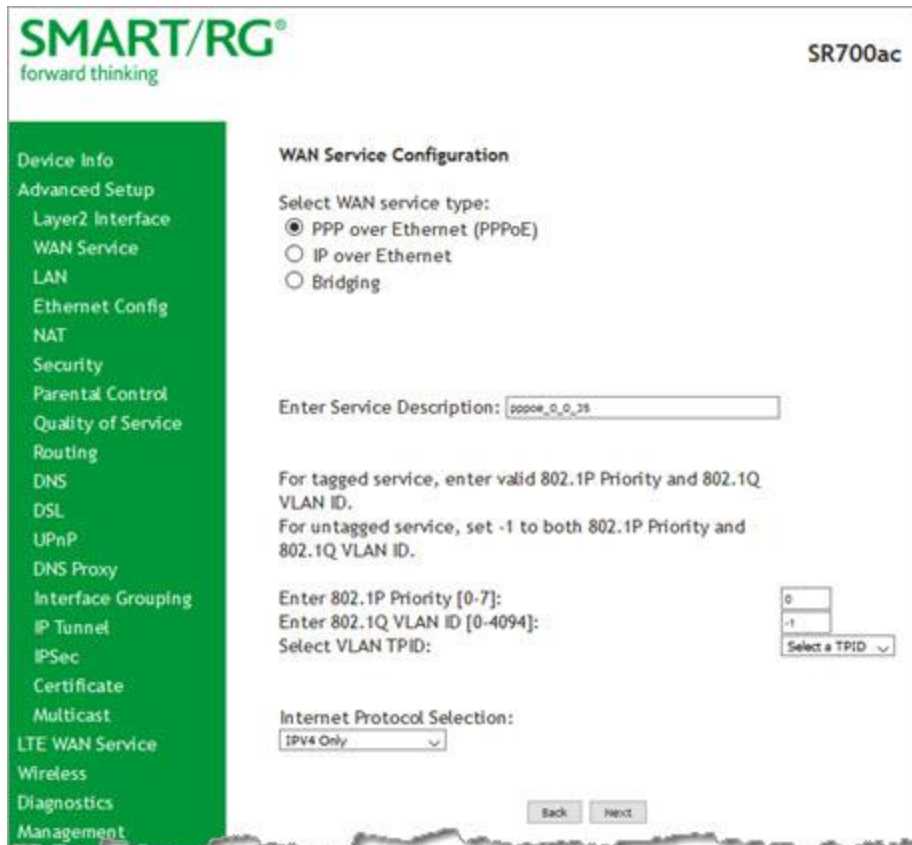 SMART/RG®
forward thinking
SR700ac
Device Info
Advanced Setup
Layer2 Interface
WAN Service
LAN
Ethernet Config
NAT
Security
Parental Control
Quality of Service
Routing
DNS
DSL
UPnP
DNS Proxy
Interface Grouping
IP Tunnel
IPSec
Certificate
Multicast
LTE WAN Service
Wireless
Diagnostics
Management
WAN Service Configuration
Select WAN service type:
PPP over Ethernet (PPPoE)
IP over Ethernet
Bridging
Enter Service Description: pppoe_0_0_35
For tagged service, enter valid 802.1P Priority and 802.1Q
VLAN ID.
For untagged service, set -1 to both 802.1P Priority and
802.1Q VLAN ID.
Enter 802.1P Priority [0-7]: 0
Enter 802.1Q VLAN ID [0-4094]: -1
Select VLAN TPID: Select a TPID
Internet Protocol Selection:
IPV4 Only
Back Next